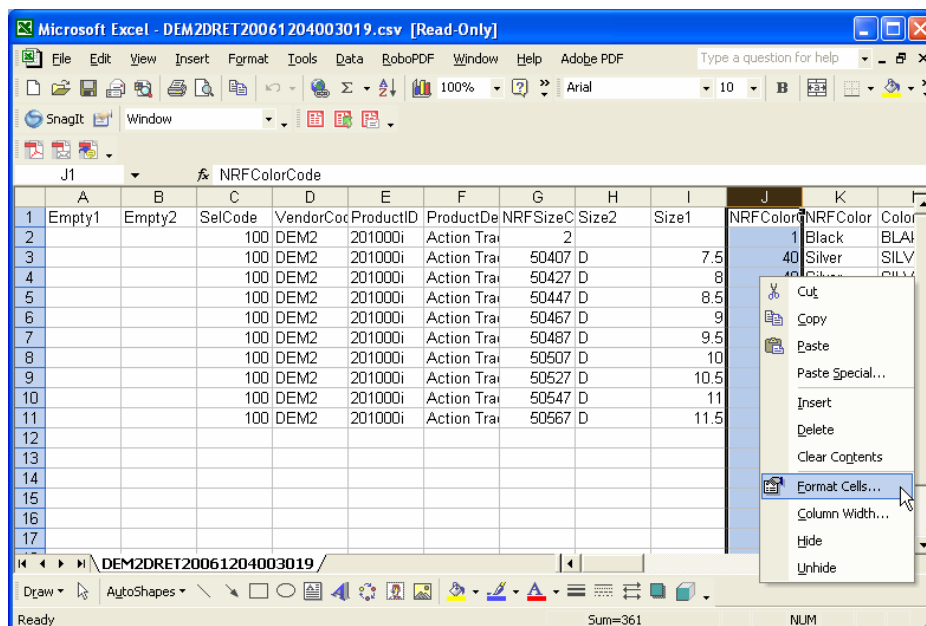 Microsoft Excel - DEM2DRET20061204003019.csv [Read-Only]
File Edit View Insert Format Tools Data RoboPDF Window Help Adobe PDF Type a question for help
100% Arial 10 B
SnagIt Window
J1 fx NRFColorCode
A B C D E F G H I J K
1 Empty1 Empty2 SelCode VendorCod ProductID ProductDe NRFSizeC Size2 Size1 NRFColorC NRFColor Color
2 100 DEM2 201000i Action Tra 2 1 Black BLA
3 100 DEM2 201000i Action Tra 50407 D 7.5 40 Silver SILV
4 100 DEM2 201000i Action Tra 50427 D 8 40 Silver SILV
5 100 DEM2 201000i Action Tra 50447 D 8.5
6 100 DEM2 201000i Action Tra 50467 D 9
7 100 DEM2 201000i Action Tra 50487 D 9.5
8 100 DEM2 201000i Action Tra 50507 D 10
9 100 DEM2 201000i Action Tra 50527 D 10.5
10 100 DEM2 201000i Action Tra 50547 D 11
11 100 DEM2 201000i Action Tra 50567 D 11.5
12
13
14
15
16
17
Cut
Copy
Paste
Paste Special...
Insert
Delete
Clear Contents
Format Cells...
Column Width...
Hide
Unhide
DEM2DRET20061204003019
Draw AutoShapes
Ready Sum=361 NUM